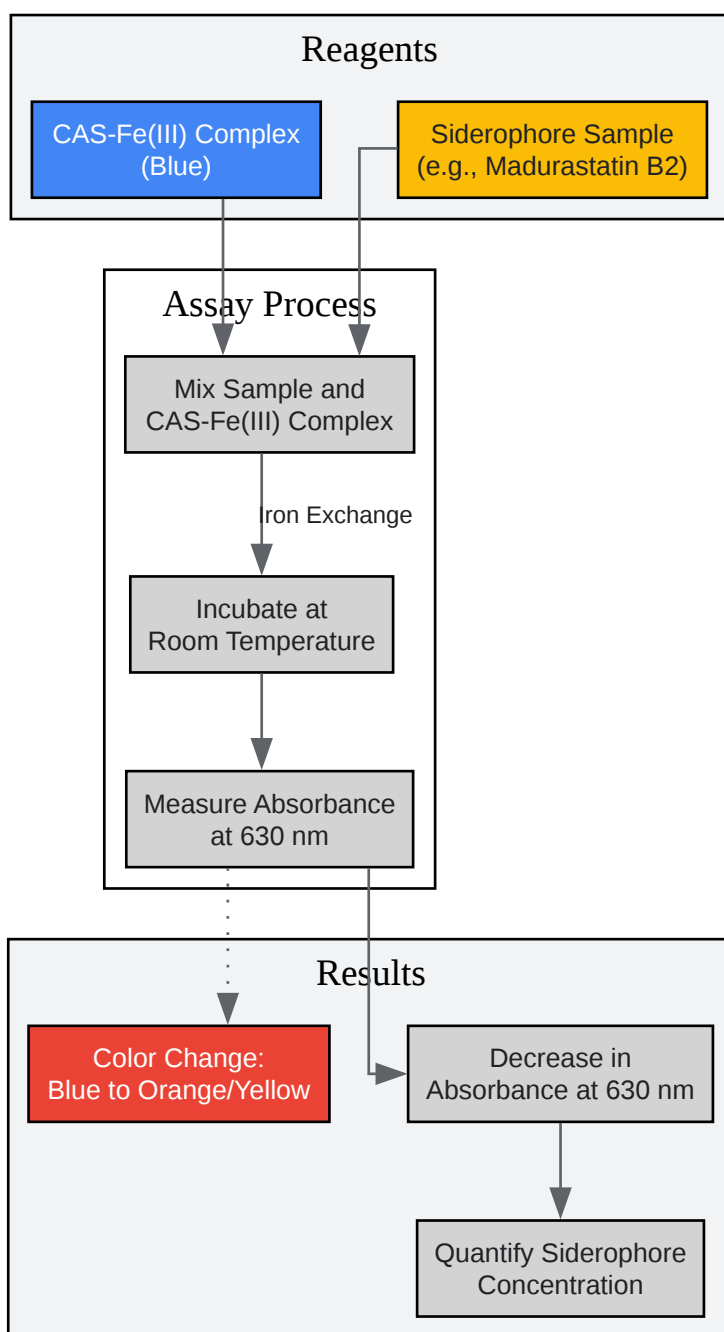 Reagents
CAS-Fe(III) Complex
(Blue)
Siderophore Sample
(e.g., Madurastatin B2)
Assay Process
Mix Sample and
CAS-Fe(III) Complex
Iron Exchange
Incubate at
Room Temperature
Measure Absorbance
at 630 nm
Results
Color Change:
Blue to Orange/Yellow
Decrease in
Absorbance at 630 nm
Quantify Siderophore
Concentration